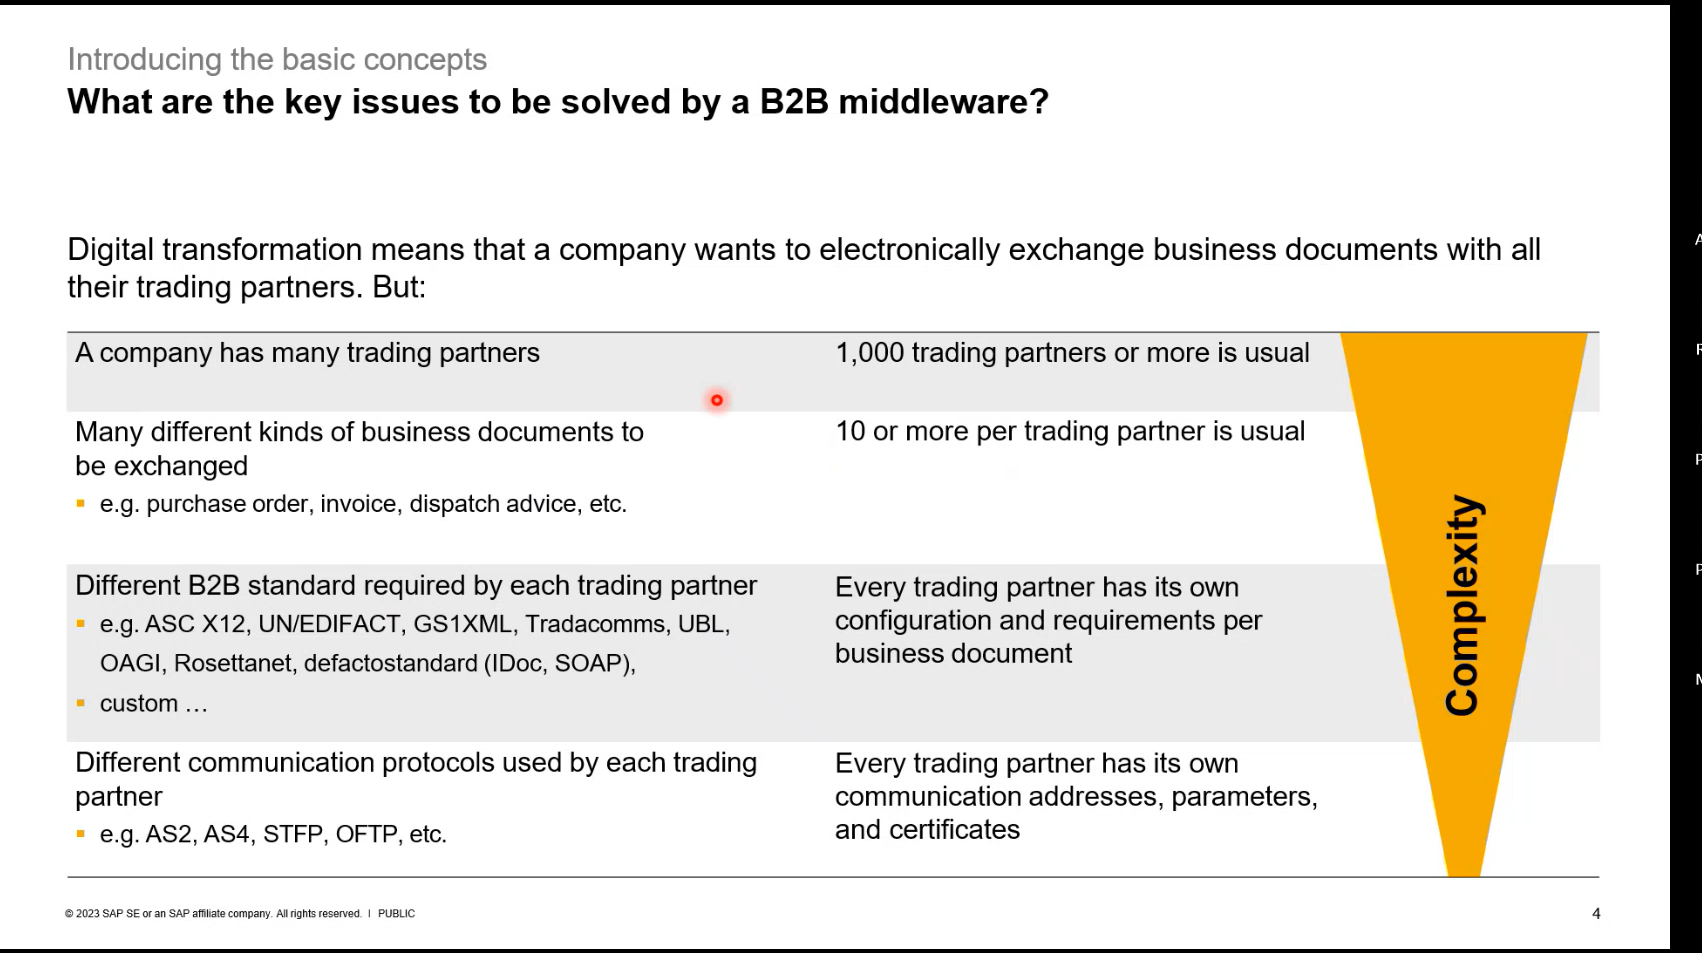 Introducing the basic concepts
What are the key issues to be solved by a B2B middleware?
Digital transformation means that a company wants to electronically exchange business documents with all
their trading partners. But:
A company has many trading partners
1,000 trading partners or more is usual
Many different kinds of business documents to
be exchanged
e.g. purchase order, invoice, dispatch advice, etc.
10 or more per trading partner is usual
Different B2B standard required by each trading partner
e.g. ASC X12, UN/EDIFACT, GS1XML, Tradacomms, UBL,
OAGI, Rosettanet, defactostandard (IDoc, SOAP),
custom …
Every trading partner has its own
configuration and requirements per
business document
Different communication protocols used by each trading
partner
e.g. AS2, AS4, STFP, OFTP, etc.
Every trading partner has its own
communication addresses, parameters,
and certificates
Complexity
© 2023 SAP SE or an SAP affiliate company. All rights reserved. I PUBLIC
4